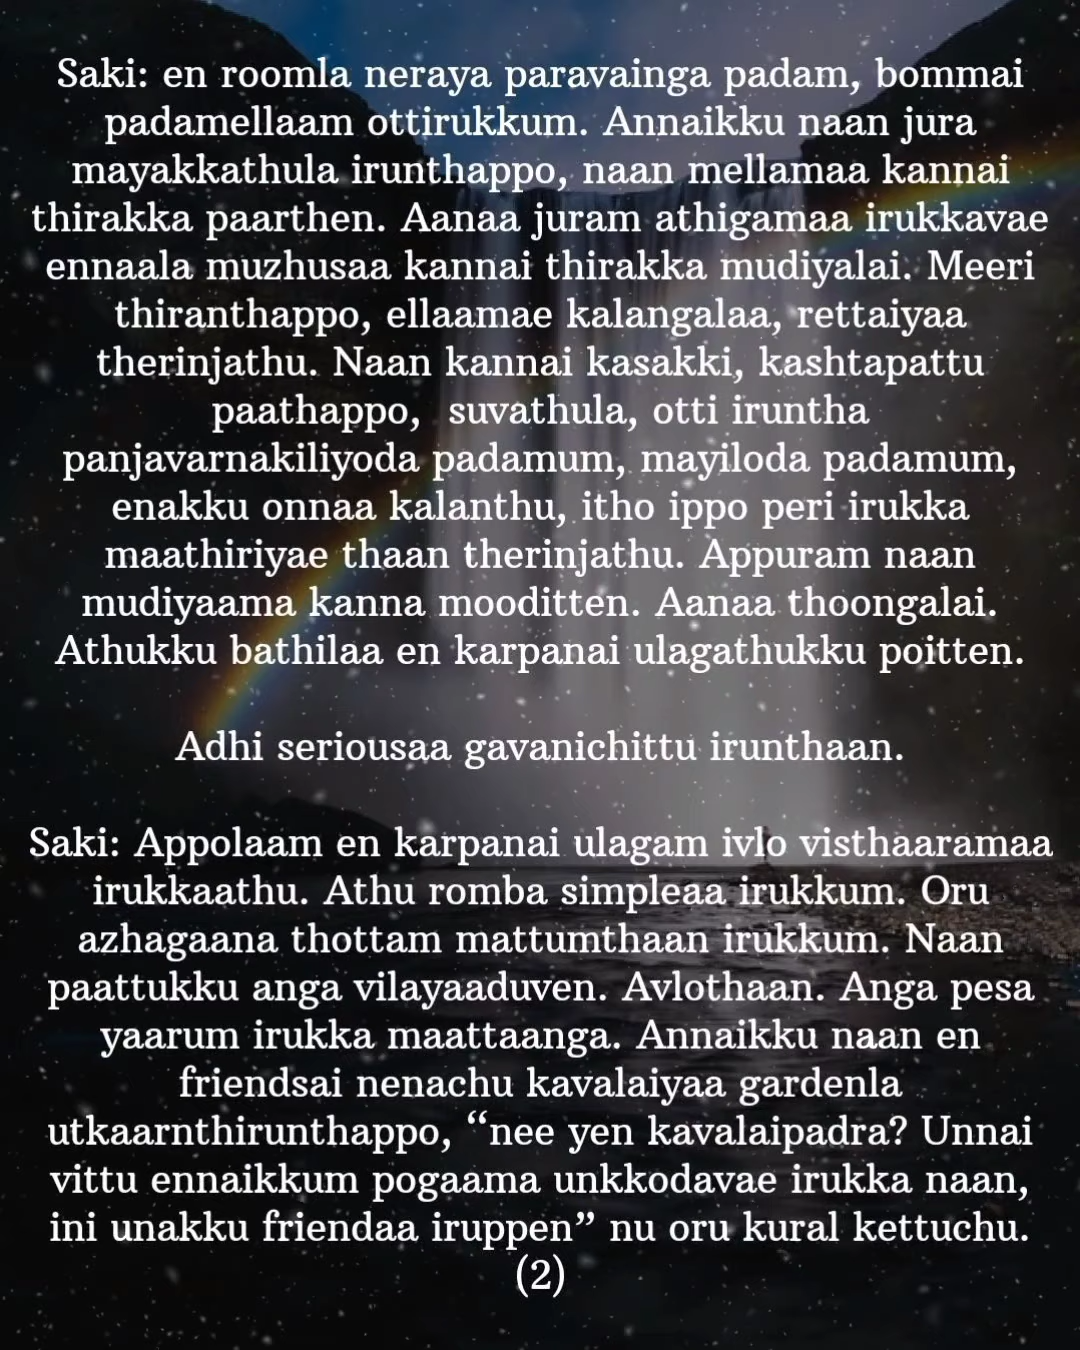 Saki: en roomla neraya paravainga padam, bommai
padamellaam ottirukkum. Annaikku naan jura
mayakkathula irunthappo, naan mellamaa kannai
thirakka paarthen. Aanaa juram athigamaa irukkavae
ennaala muzhusaa kannai thirakka mudiyalai. Meeri
thiranthappo, ellaamae kalangalaa, rettaiyaa
therinjathu. Naan kannai kasakki, kashtapattu
paathappo, suvathula, otti iruntha
panjavarnakiliyoda padamum, mayiloda padamum,
enakku onnaa kalanthu, itho ippo peri irukka
maathiriyae thaan therinjathu. Appuram naan
mudiyaama kanna mooditten. Aanaa thoongalai.
Athukku bathilaa en karpanai ulagathukku poitten.
Adhi seriousaa gavanichittu irunthaan.
Saki: Appolaam en karpanai ulagam ivlo visthaaramaa
irukkaathu. Athu romba simpleaa irukkum. Oru
azhagaana thottam mattumthaan irukkum. Naan
paattukku anga vilayaaduven. Avlothaan. Anga pesa
yaarum irukka maattaanga. Annaikku naan en
friendsai nenachu kavalaiyaa gardenla
utkaarnthirunthappo, “nee yen kavalaipadra? Unnai
vittu ennaikkum pogaama unkkodavae irukka naan,
ini unakku friendaa iruppen” nu oru kural kettuchu.
(2)